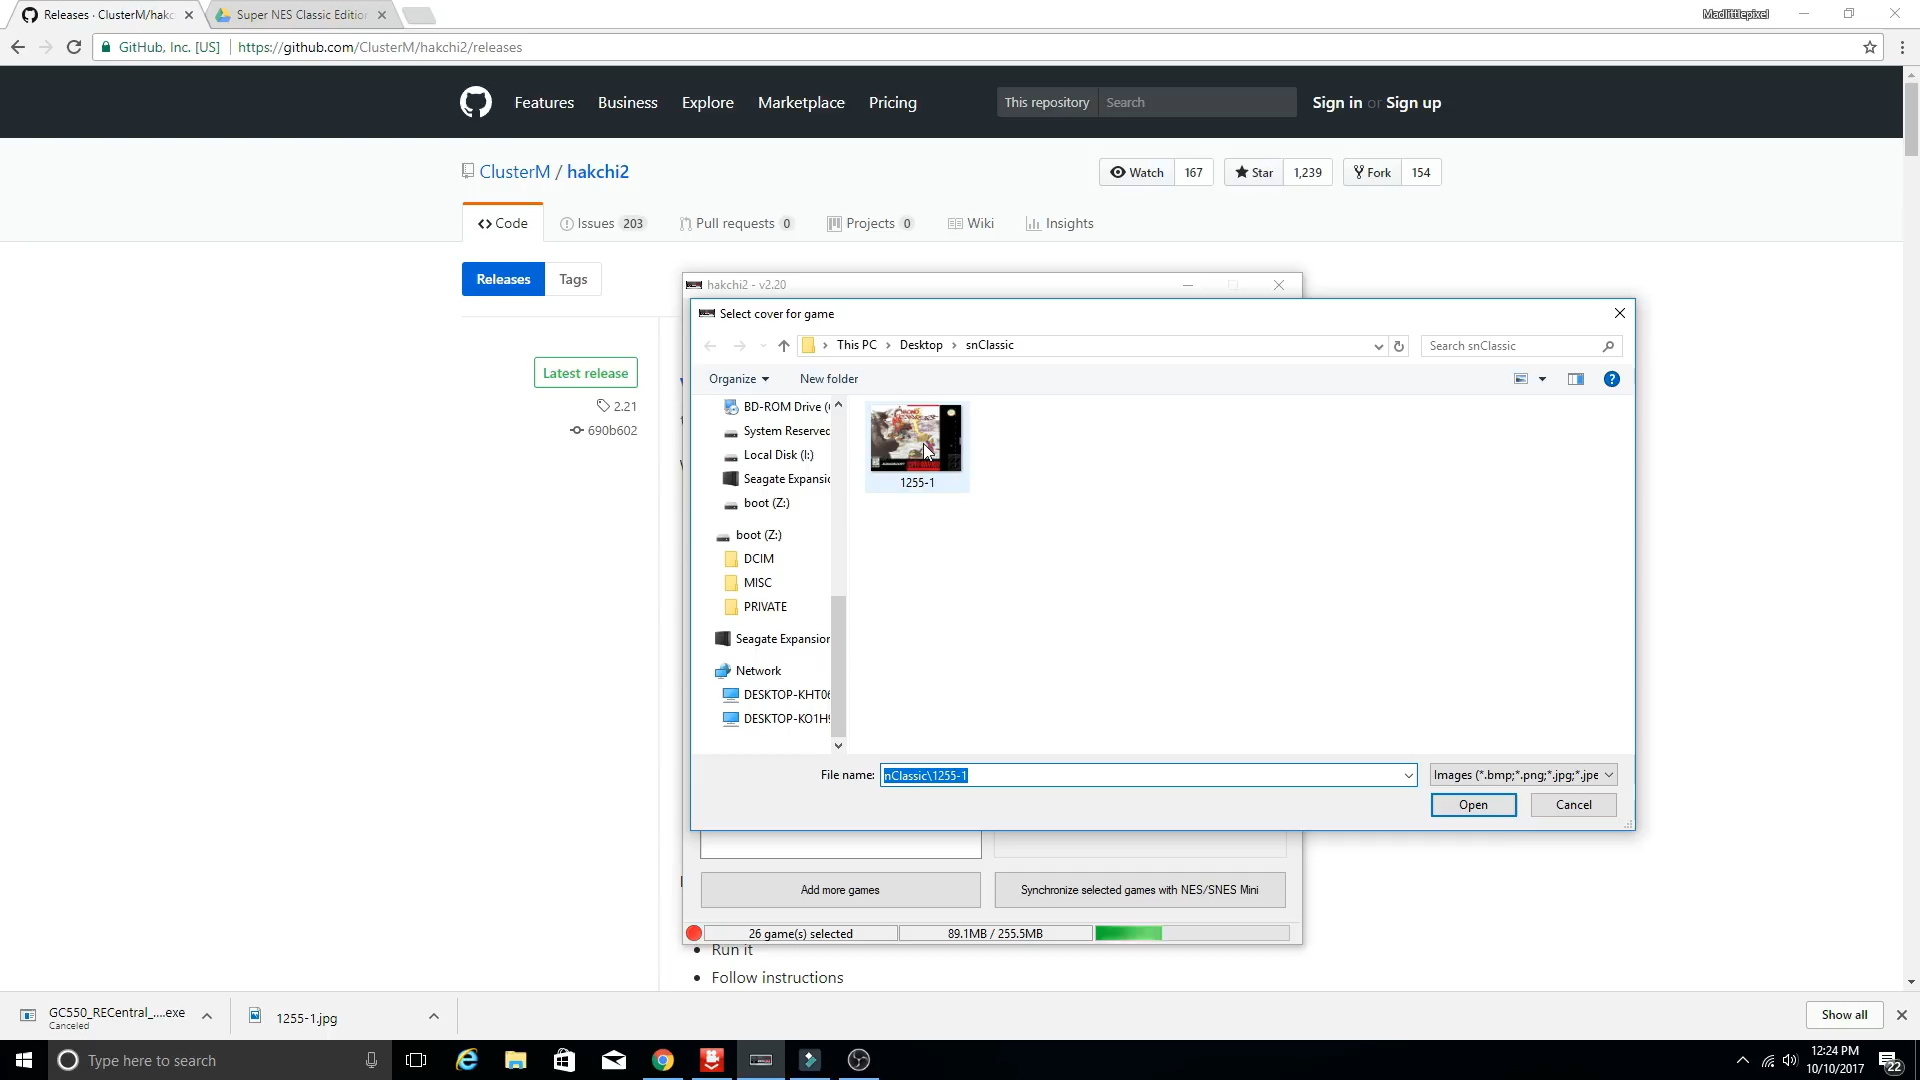 Releases · ClusterM/hakc
Super NES Classic Edition
Madlittlepixel
GitHub, Inc. [US]
https://github.com/ClusterM/hakchi2/releases
Features
Business
Explore
Marketplace
Pricing
This repository
Search
Sign in or Sign up
ClusterM / hakchi2
Watch 167
Star 1,239
Fork 154
Code
Issues 203
Pull requests 0
Projects 0
Wiki
Insights
Releases
Tags
Latest release
2.21
690b602
hakchi2 - v2.20
Select cover for game
This PC › Desktop › snClassic
Search snClassic
Organize
New folder
BD-ROM Drive (
System Reserved
Local Disk (I:)
Seagate Expansio
boot (Z:)
boot (Z:)
DCIM
MISC
PRIVATE
Seagate Expansion
Network
DESKTOP-KHT06
DESKTOP-KO1H9
1255-1
File name:
nClassic\1255-1
Images (*.bmp;*.png;*.jpg;*.jpe
Open
Cancel
Add more games
Synchronize selected games with NES/SNES Mini
26 game(s) selected
89.1MB / 255.5MB
• Run it
• Follow instructions
GC550_RECentral_....exe
Canceled
1255-1.jpg
Show all
Type here to search
12:24 PM
10/10/2017
22